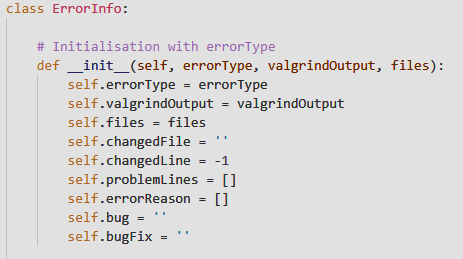 class ErrorInfo:
# Initialisation with errorType
def __init__(self, errorType, valgrindOutput, files):
self.errorType = errorType
self.valgrindOutput = valgrindOutput
self.files = files
self.changedFile = ''
self.changedLine = -1
self.problemLines = []
self.errorReason = []
self.bug = ''
self.bugFix = ''